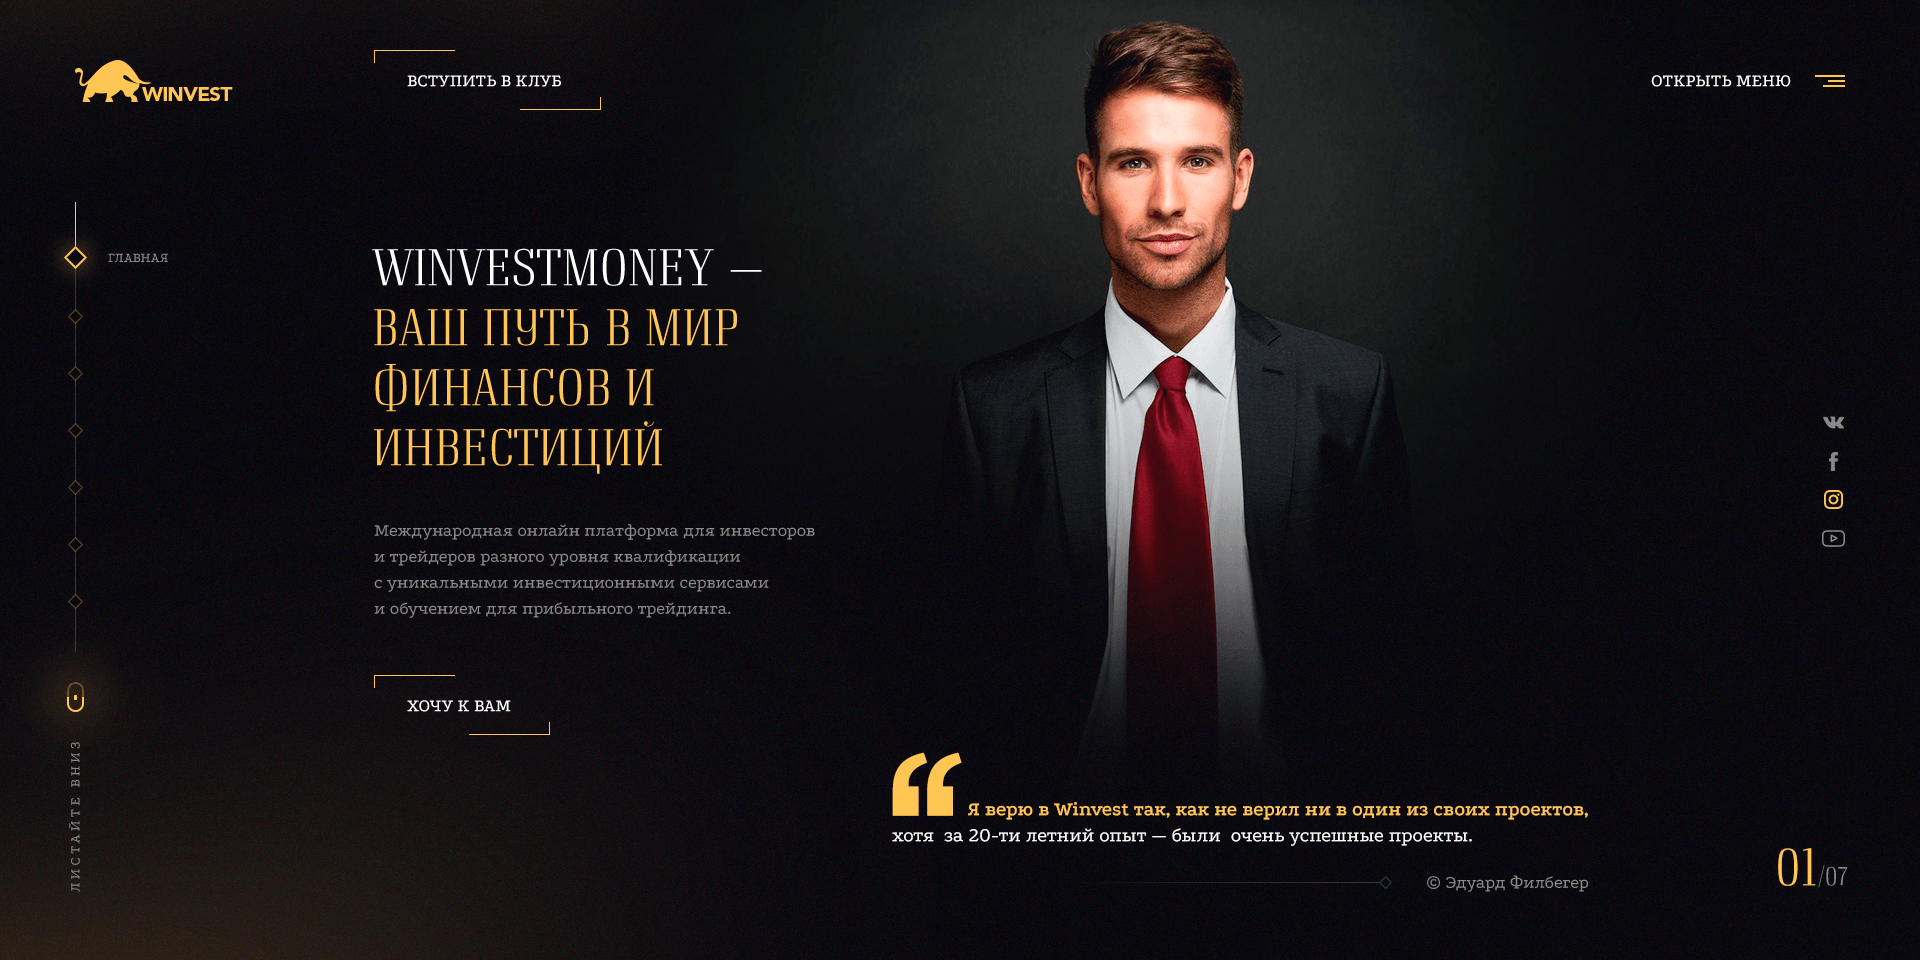 WINVEST
ВСТУПИТЬ В КЛУБ
ОТКРЫТЬ МЕНЮ
ГЛАВНАЯ
WINVESTMONEY —
ВАШ ПУТЬ В МИР
ФИНАНСОВ И
ИНВЕСТИЦИЙ
Международная онлайн платформа для инвесторов
и трейдеров разного уровня квалификации
с уникальными инвестиционными сервисами
и обучением для прибыльного трейдинга.
ХОЧУ К ВАМ
ЛИСТАЙТЕ ВНИЗ
“ Я верю в Winvest так, как не верил ни в один из своих проектов,
хотя за 20-ти летний опыт — были очень успешные проекты.
© Эдуард Филбегер
01/07